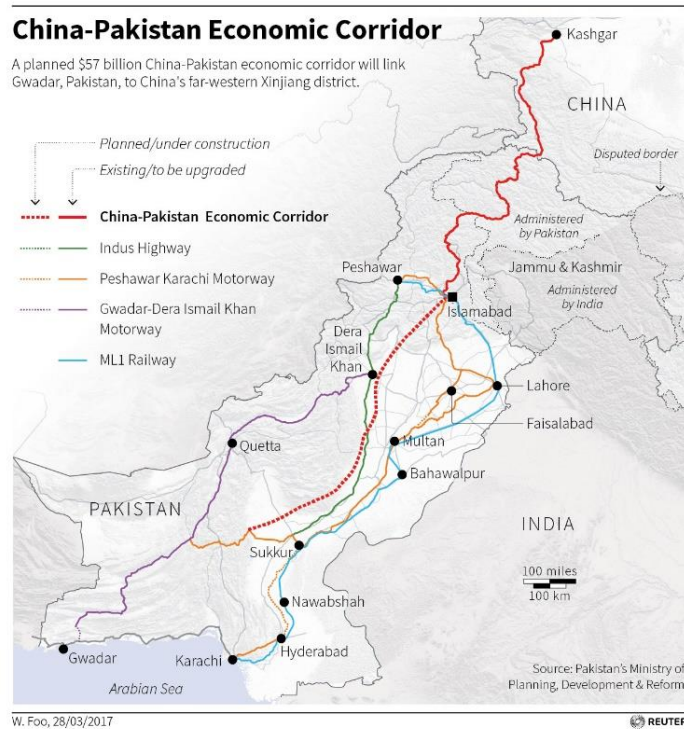 China-Pakistan Economic Corridor
A planned $57 billion China-Pakistan economic corridor will link
Gwadar, Pakistan, to China's far-western Xinjiang district.
Kashgar
CHINA
Planned/under construction
Existing/to be upgraded
Disputed border
China-Pakistan Economic Corridor
Indus Highway
Peshawar Karachi Motorway
Gwadar-Dera Ismail Khan
Motorway
ML1 Railway
Administered
by Pakistan
Peshawar
Jammu & Kashmir
Administered
by India
Islamabad
Dera
Ismail
Khan
Lahore
Faisalabad
Quetta
Multan
Bahawalpur
PAKISTAN
INDIA
Sukkur
100 miles
100 km
Nawabshah
Hyderabad
Gwadar
Karachi
Arabian Sea
Source: Pakistan's Ministry of
Planning, Development & Reform
W. Foo, 28/03/2017
REUTER